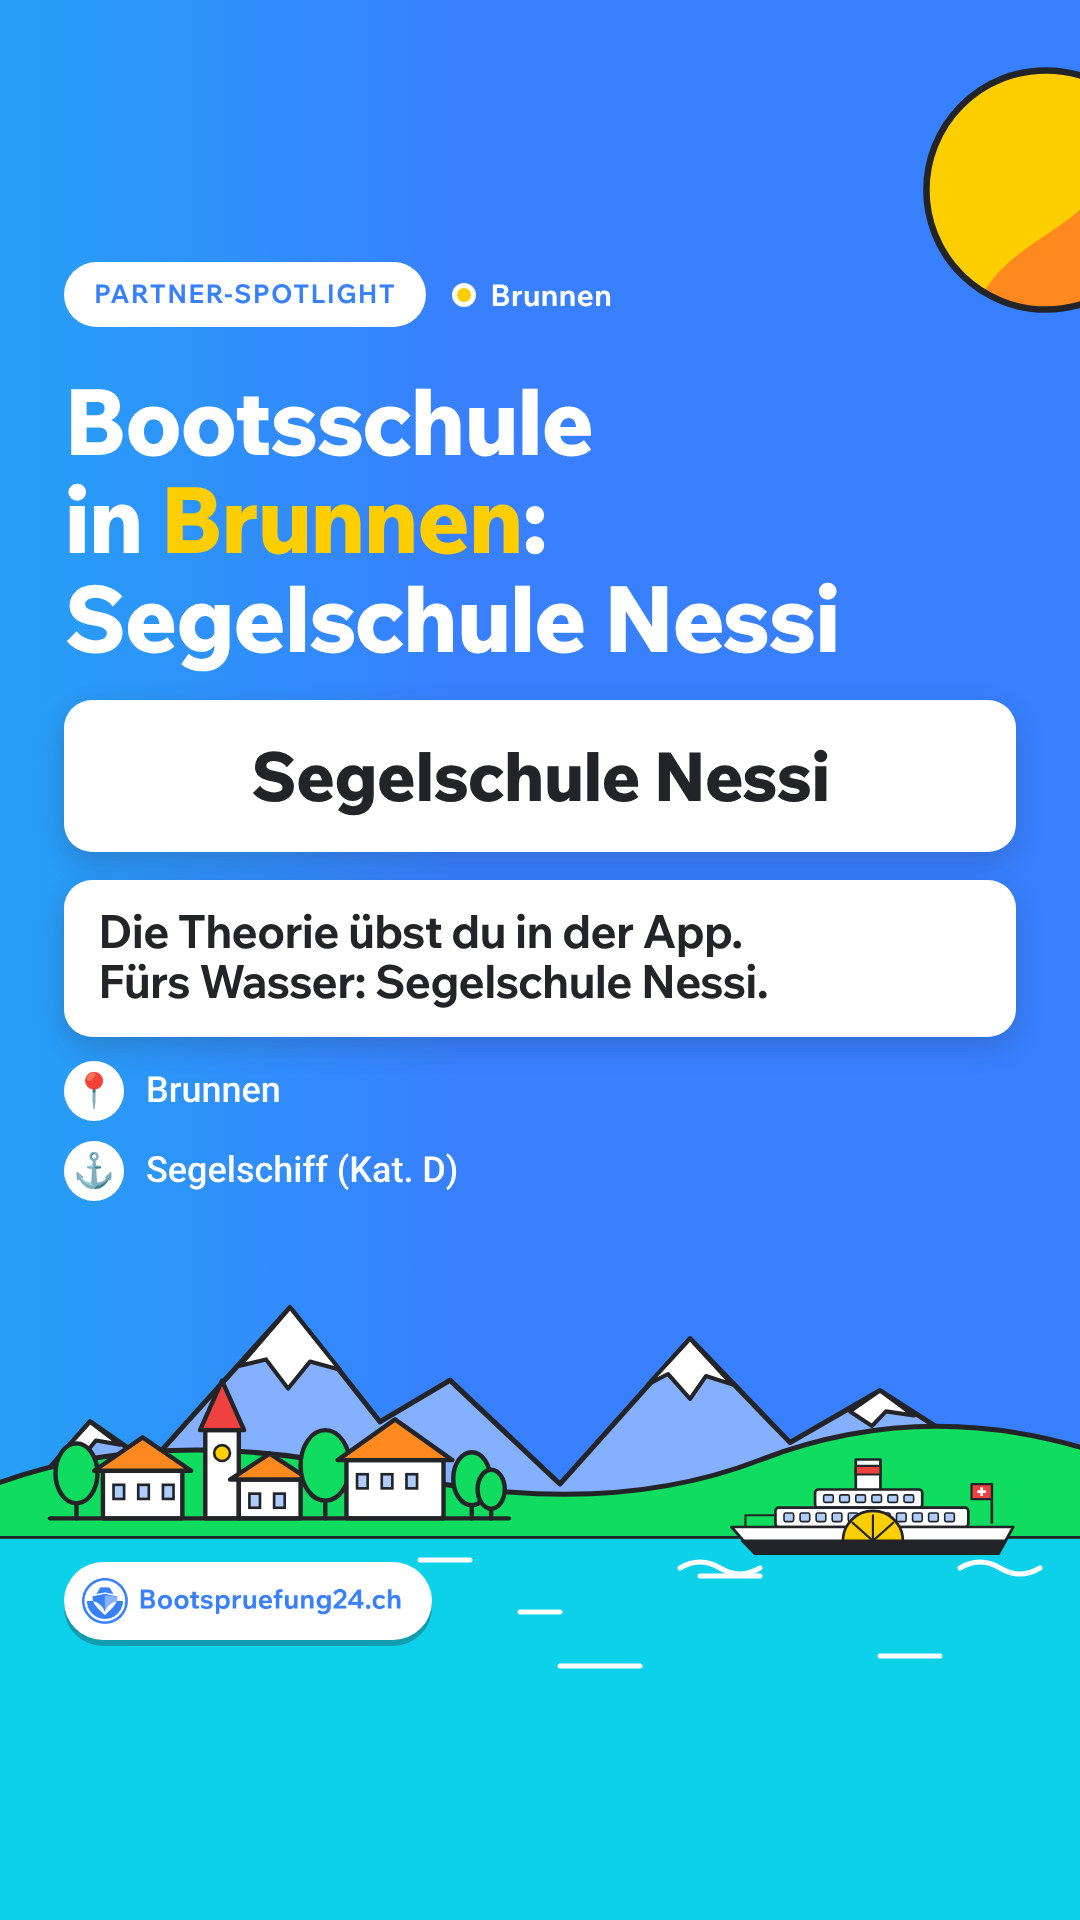 PARTNER-SPOTLIGHT
Brunnen
Bootsschule
in Brunnen:
Segelschule Nessi
Segelschule Nessi
Die Theorie übst du in der App.
Fürs Wasser: Segelschule Nessi.
Brunnen
Segelschiff (Kat. D)
Bootspruefung24.ch